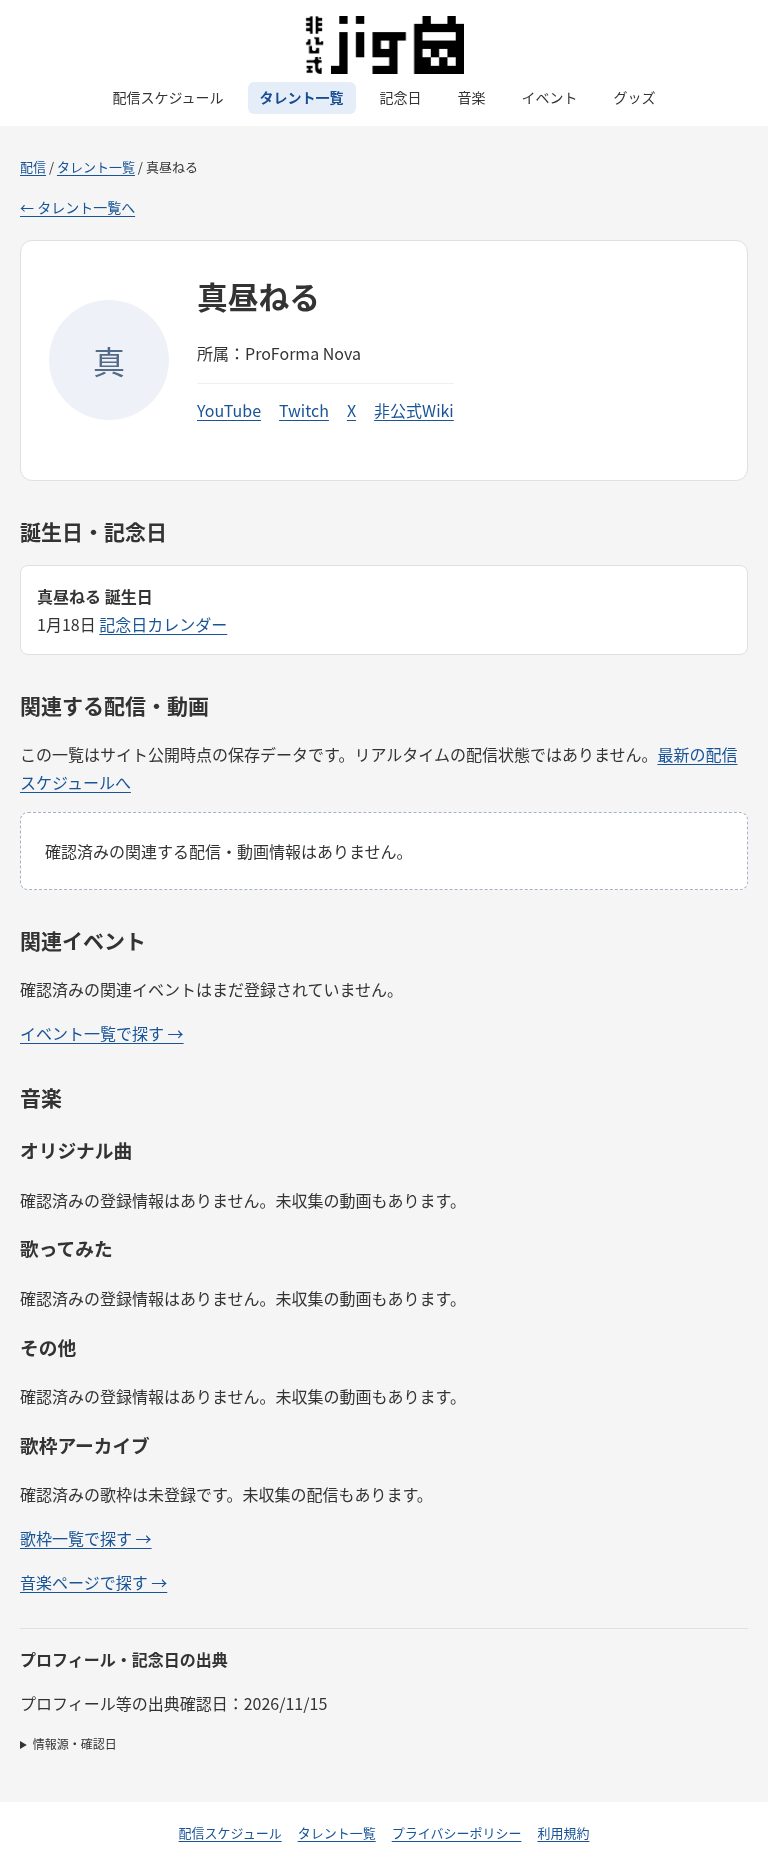 非公式 jig曲
配信スケジュール タレント一覧 記念日 音楽 イベント グッズ
配信 / タレント一覧 / 真昼ねる
← タレント一覧へ
真
真昼ねる
所属：ProForma Nova
YouTube Twitch X 非公式Wiki
誕生日・記念日
真昼ねる 誕生日
1月18日 記念日カレンダー
関連する配信・動画
この一覧はサイト公開時点の保存データです。リアルタイムの配信状態ではありません。最新の配信
スケジュールへ
確認済みの関連する配信・動画情報はありません。
関連イベント
確認済みの関連イベントはまだ登録されていません。
イベント一覧で探す →
音楽
オリジナル曲
確認済みの登録情報はありません。未収集の動画もあります。
歌ってみた
確認済みの登録情報はありません。未収集の動画もあります。
その他
確認済みの登録情報はありません。未収集の動画もあります。
歌枠アーカイブ
確認済みの歌枠は未登録です。未収集の配信もあります。
歌枠一覧で探す →
音楽ページで探す →
プロフィール・記念日の出典
プロフィール等の出典確認日：2026/11/15
▶ 情報源・確認日
配信スケジュール タレント一覧 プライバシーポリシー 利用規約